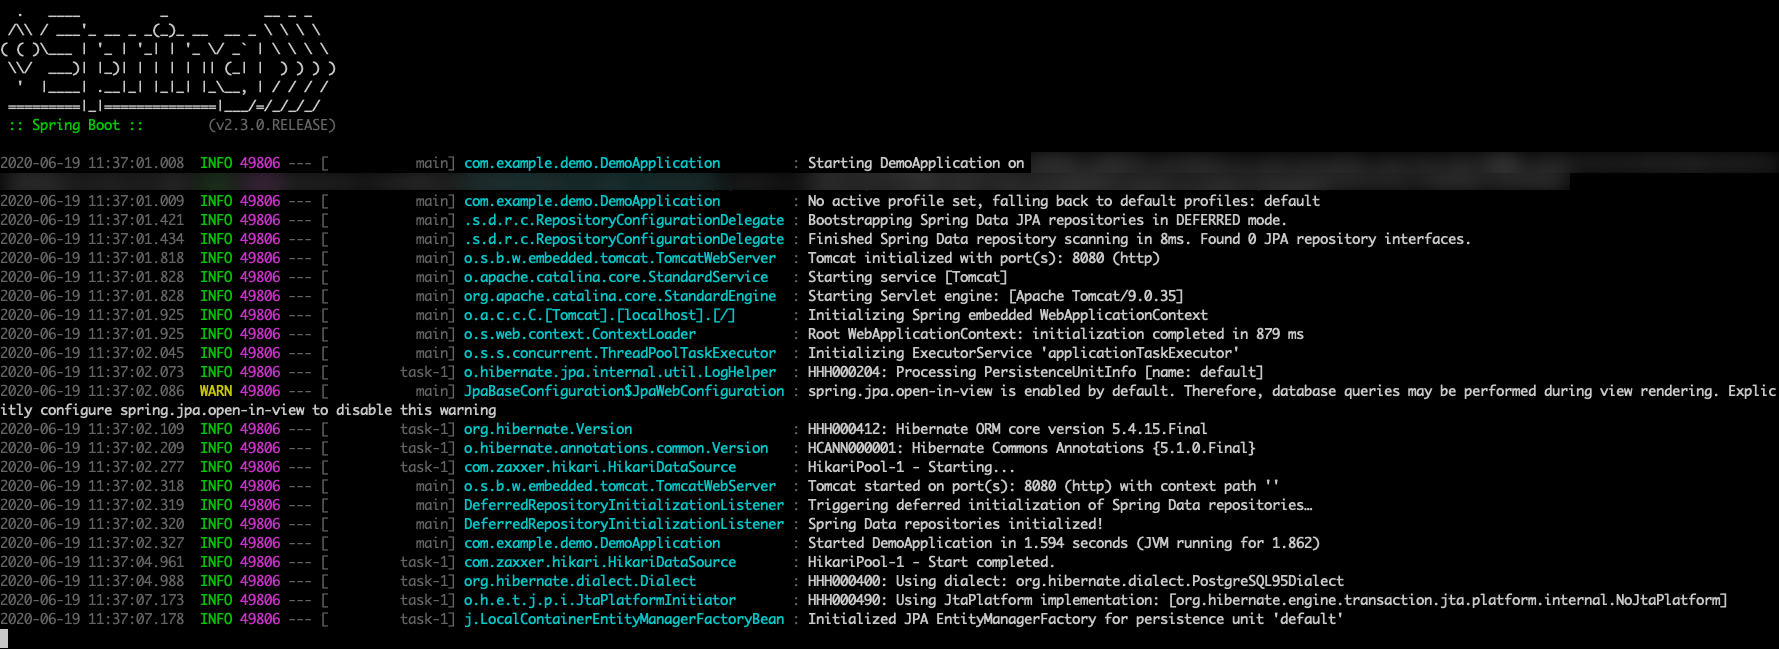 .   ____          _            __ _ _
 /\\ / ___'_ __ _ _(_)_ __  __ _ \ \ \ \
( ( )\___ | '_ | '_| | '_ \/ _` | \ \ \ \
 \\/  ___)| |_)| | | | | || (_| |  ) ) ) )
  '  |____| .__|_| |_|_| |_\__, | / / / /
 =========|_|==============|___/=/_/_/_/
 :: Spring Boot ::        (v2.3.0.RELEASE)
2020-06-19 11:37:01.008  INFO 49806 --- [           main] com.example.demo.DemoApplication         : Starting DemoApplication on
2020-06-19 11:37:01.009  INFO 49806 --- [           main] com.example.demo.DemoApplication         : No active profile set, falling back to default profiles: default
2020-06-19 11:37:01.421  INFO 49806 --- [           main] .s.d.r.c.RepositoryConfigurationDelegate : Bootstrapping Spring Data JPA repositories in DEFERRED mode.
2020-06-19 11:37:01.434  INFO 49806 --- [           main] .s.d.r.c.RepositoryConfigurationDelegate : Finished Spring Data repository scanning in 8ms. Found 0 JPA repository interfaces.
2020-06-19 11:37:01.818  INFO 49806 --- [           main] o.s.b.w.embedded.tomcat.TomcatWebServer  : Tomcat initialized with port(s): 8080 (http)
2020-06-19 11:37:01.828  INFO 49806 --- [           main] o.apache.catalina.core.StandardService   : Starting service [Tomcat]
2020-06-19 11:37:01.828  INFO 49806 --- [           main] org.apache.catalina.core.StandardEngine  : Starting Servlet engine: [Apache Tomcat/9.0.35]
2020-06-19 11:37:01.925  INFO 49806 --- [           main] o.a.c.c.C.[Tomcat].[localhost].[/]       : Initializing Spring embedded WebApplicationContext
2020-06-19 11:37:01.925  INFO 49806 --- [           main] o.s.web.context.ContextLoader            : Root WebApplicationContext: initialization completed in 879 ms
2020-06-19 11:37:02.045  INFO 49806 --- [           main] o.s.s.concurrent.ThreadPoolTaskExecutor  : Initializing ExecutorService 'applicationTaskExecutor'
2020-06-19 11:37:02.073  INFO 49806 --- [         task-1] o.hibernate.jpa.internal.util.LogHelper  : HHH000204: Processing PersistenceUnitInfo [name: default]
2020-06-19 11:37:02.086  WARN 49806 --- [           main] JpaBaseConfiguration$JpaWebConfiguration : spring.jpa.open-in-view is enabled by default. Therefore, database queries may be performed during view rendering. Explic
itly configure spring.jpa.open-in-view to disable this warning
2020-06-19 11:37:02.109  INFO 49806 --- [         task-1] org.hibernate.Version                    : HHH000412: Hibernate ORM core version 5.4.15.Final
2020-06-19 11:37:02.209  INFO 49806 --- [         task-1] o.hibernate.annotations.common.Version   : HCANN000001: Hibernate Commons Annotations {5.1.0.Final}
2020-06-19 11:37:02.277  INFO 49806 --- [         task-1] com.zaxxer.hikari.HikariDataSource       : HikariPool-1 - Starting...
2020-06-19 11:37:02.318  INFO 49806 --- [           main] o.s.b.w.embedded.tomcat.TomcatWebServer  : Tomcat started on port(s): 8080 (http) with context path ''
2020-06-19 11:37:02.319  INFO 49806 --- [           main] DeferredRepositoryInitializationListener : Triggering deferred initialization of Spring Data repositories…
2020-06-19 11:37:02.320  INFO 49806 --- [           main] DeferredRepositoryInitializationListener : Spring Data repositories initialized!
2020-06-19 11:37:02.327  INFO 49806 --- [           main] com.example.demo.DemoApplication         : Started DemoApplication in 1.594 seconds (JVM running for 1.862)
2020-06-19 11:37:04.961  INFO 49806 --- [         task-1] com.zaxxer.hikari.HikariDataSource       : HikariPool-1 - Start completed.
2020-06-19 11:37:04.988  INFO 49806 --- [         task-1] org.hibernate.dialect.Dialect            : HHH000400: Using dialect: org.hibernate.dialect.PostgreSQL95Dialect
2020-06-19 11:37:07.173  INFO 49806 --- [         task-1] o.h.e.t.j.p.i.JtaPlatformInitiator       : HHH000490: Using JtaPlatform implementation: [org.hibernate.engine.transaction.jta.platform.internal.NoJtaPlatform]
2020-06-19 11:37:07.178  INFO 49806 --- [         task-1] j.LocalContainerEntityManagerFactoryBean : Initialized JPA EntityManagerFactory for persistence unit 'default'